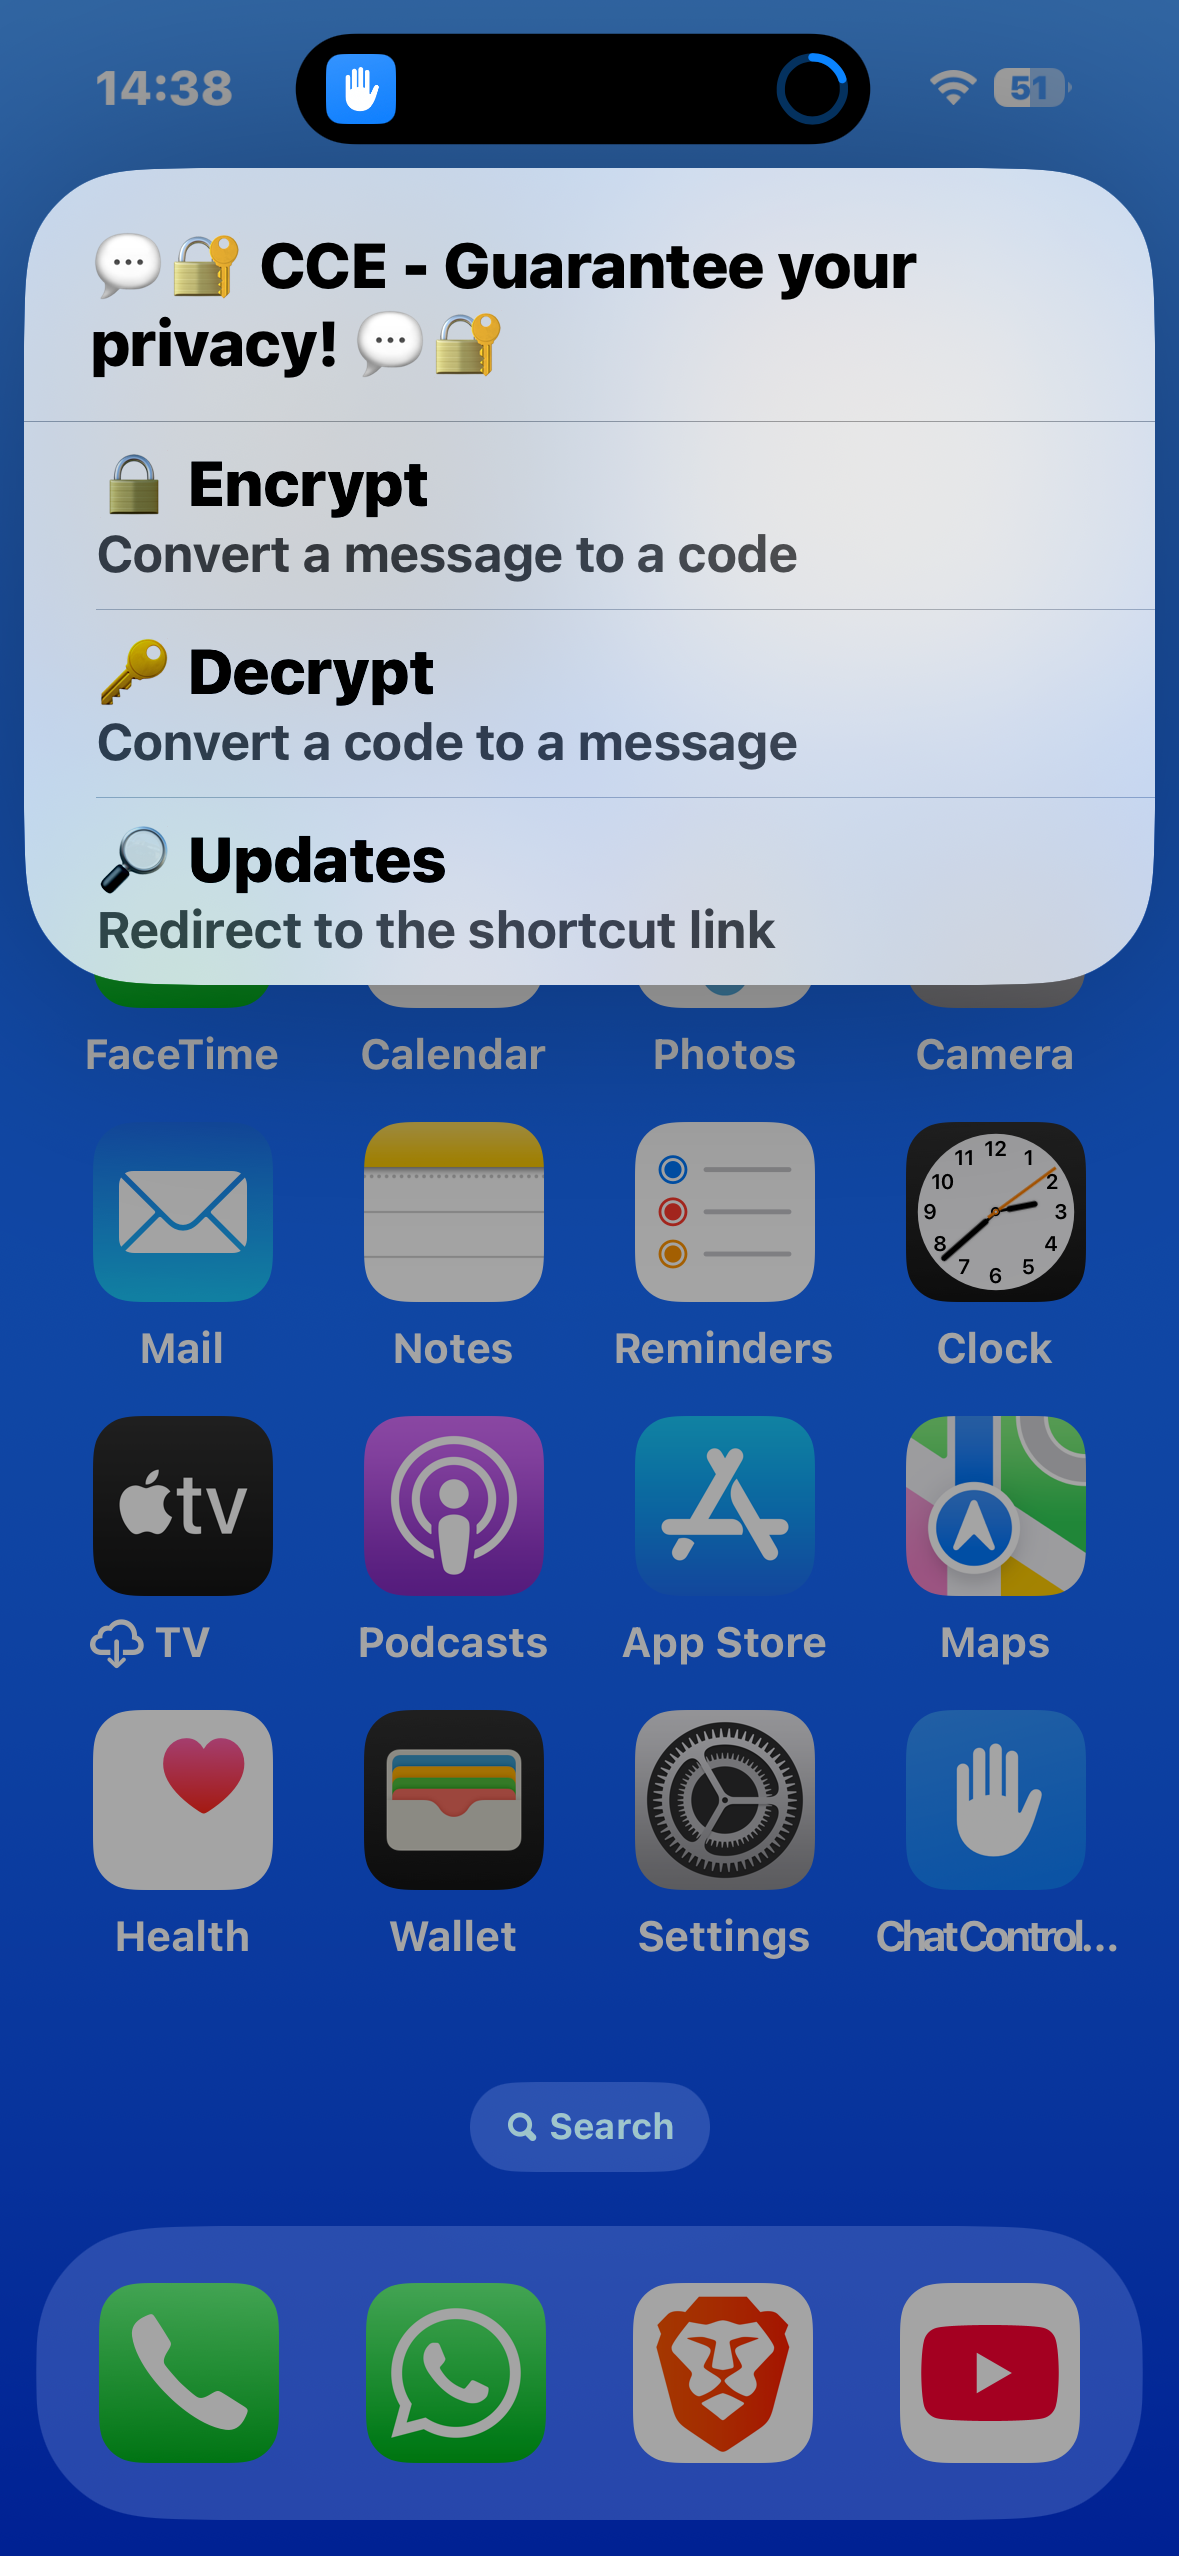 14:38
51
💬🔐 CCE - Guarantee your
privacy! 💬🔐
🔒 Encrypt
Convert a message to a code
🔑 Decrypt
Convert a code to a message
🔎 Updates
Redirect to the shortcut link
FaceTime Calendar Photos Camera
12
11 1
10 2
9 3
8 4
7 5
6
Mail Notes Reminders Clock
tv
TV Podcasts App Store Maps
Health Wallet Settings ChatControl...
Search